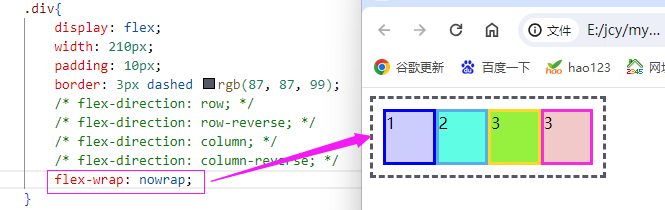 .div{
display: flex;
width: 210px;
padding: 10px;
border: 3px dashed rgb(87, 87, 99);
/* flex-direction: row; */
/* flex-direction: row-reverse; */
/* flex-direction: column; */
/* flex-direction: column-reverse; */
flex-wrap: nowrap;
}
文件 E:/jcy/my...
谷歌更新 百度一下 hao123 2345 网
1 2 3 3